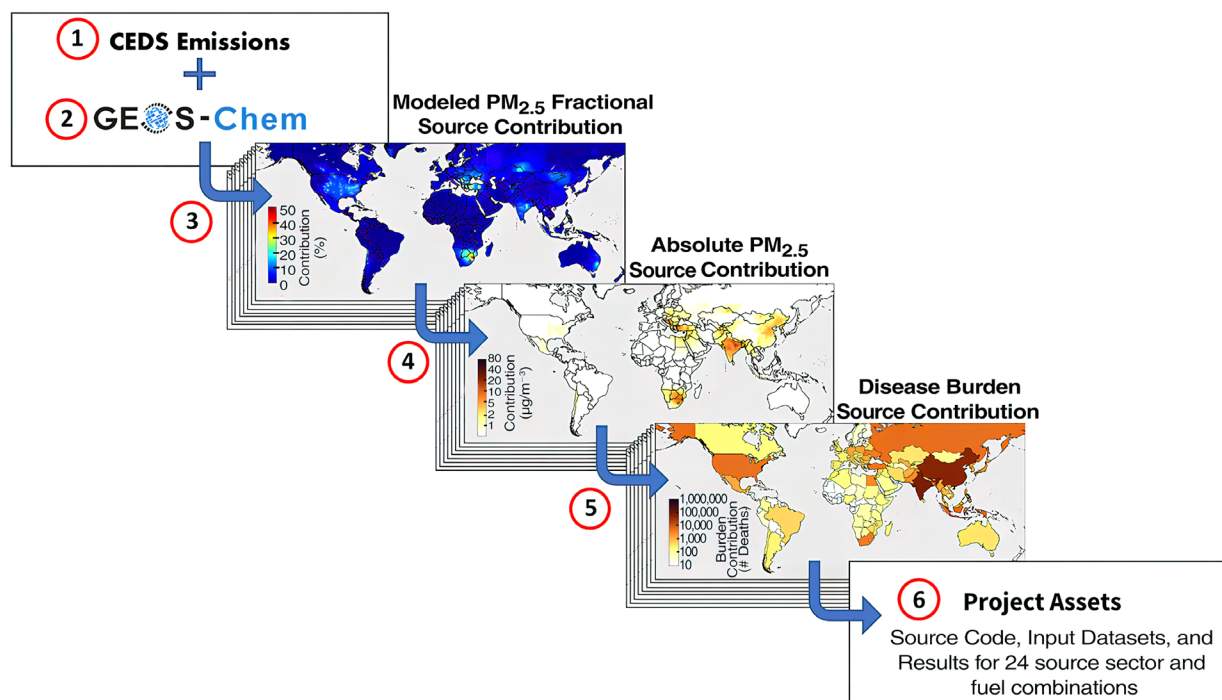 1
CEDS Emissions
+
2
GEOS-Chem
Modeled PM2.5 Fractional
Source Contribution
3
50
40
30
20
10
0
Contribution
(%)
Absolute PM2.5
Source Contribution
4
80
40
20
10
5
2
1
Contribution
(µg/m⁻³)
Disease Burden
Source Contribution
5
1,000,000
100,000
10,000
1,000
100
10
Burden
Contribution
(# Deaths)
6
Project Assets
Source Code, Input Datasets, and
Results for 24 source sector and
fuel combinations